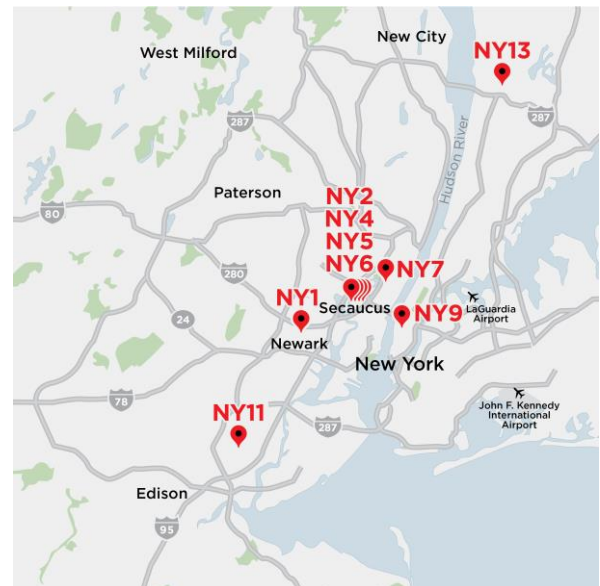 New City
West Milford
NY13
287
287
Hudson River
Paterson
NY2
NY4
NY5
NY6
80
NY7
280
NY1
Secaucus
NY9
LaGuardia
Airport
24
Newark
New York
78
John F. Kennedy
International
Airport
NY11
287
Edison
95